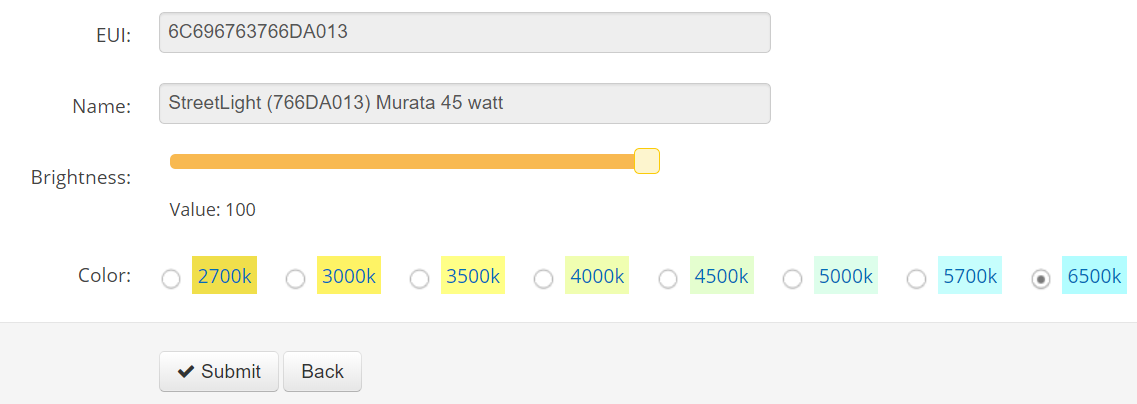 EUI: 6C696763766DA013
Name: StreetLight (766DA013) Murata 45 watt
Brightness:
Value: 100
Color: 2700k 3000k 3500k 4000k 4500k 5000k 5700k 6500k
Submit Back